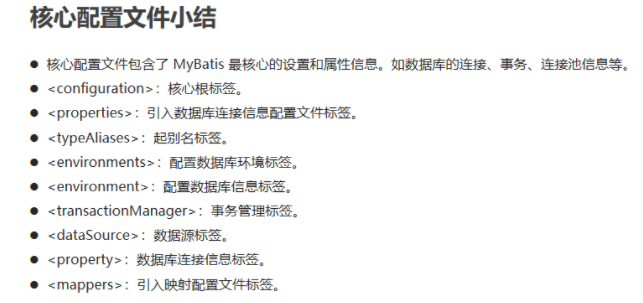 核心配置文件小结
● 核心配置文件包含了 MyBatis 最核心的设置和属性信息。如数据库的连接、事务、连接池信息等。
● <configuration>：核心根标签。
● <properties>：引入数据库连接信息配置文件标签。
● <typeAliases>：起别名标签。
● <environments>：配置数据库环境标签。
● <environment>：配置数据库信息标签。
● <transactionManager>：事务管理标签。
● <dataSource>：数据源标签。
● <property>：数据库连接信息标签。
● <mappers>：引入映射配置文件标签。